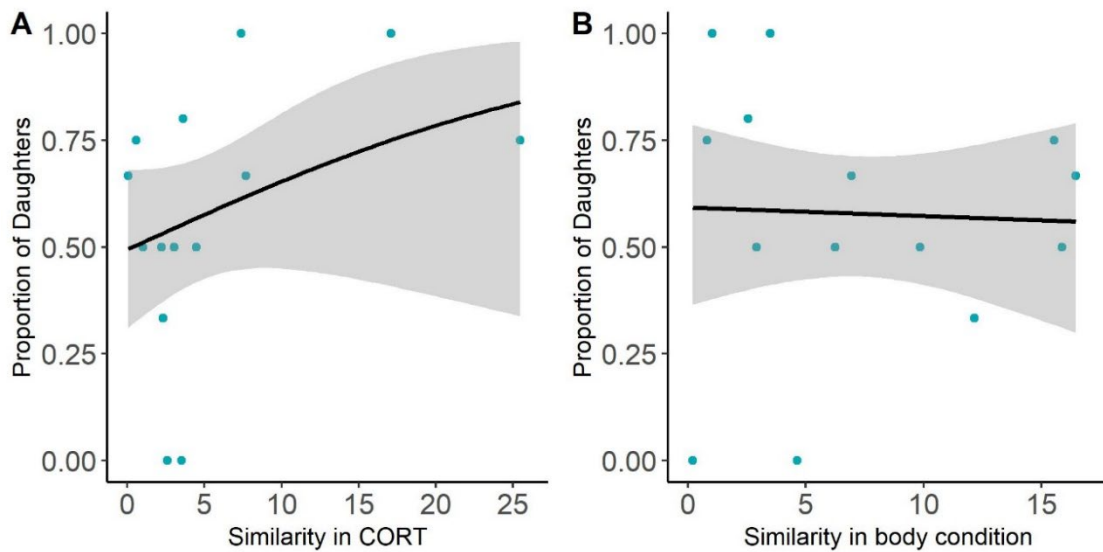 A
1.00
0.75
0.50
0.25
0.00
Proportion of Daughters
0 5 10 15 20 25
Similarity in CORT
B
1.00
0.75
0.50
0.25
0.00
Proportion of Daughters
0 5 10 15
Similarity in body condition